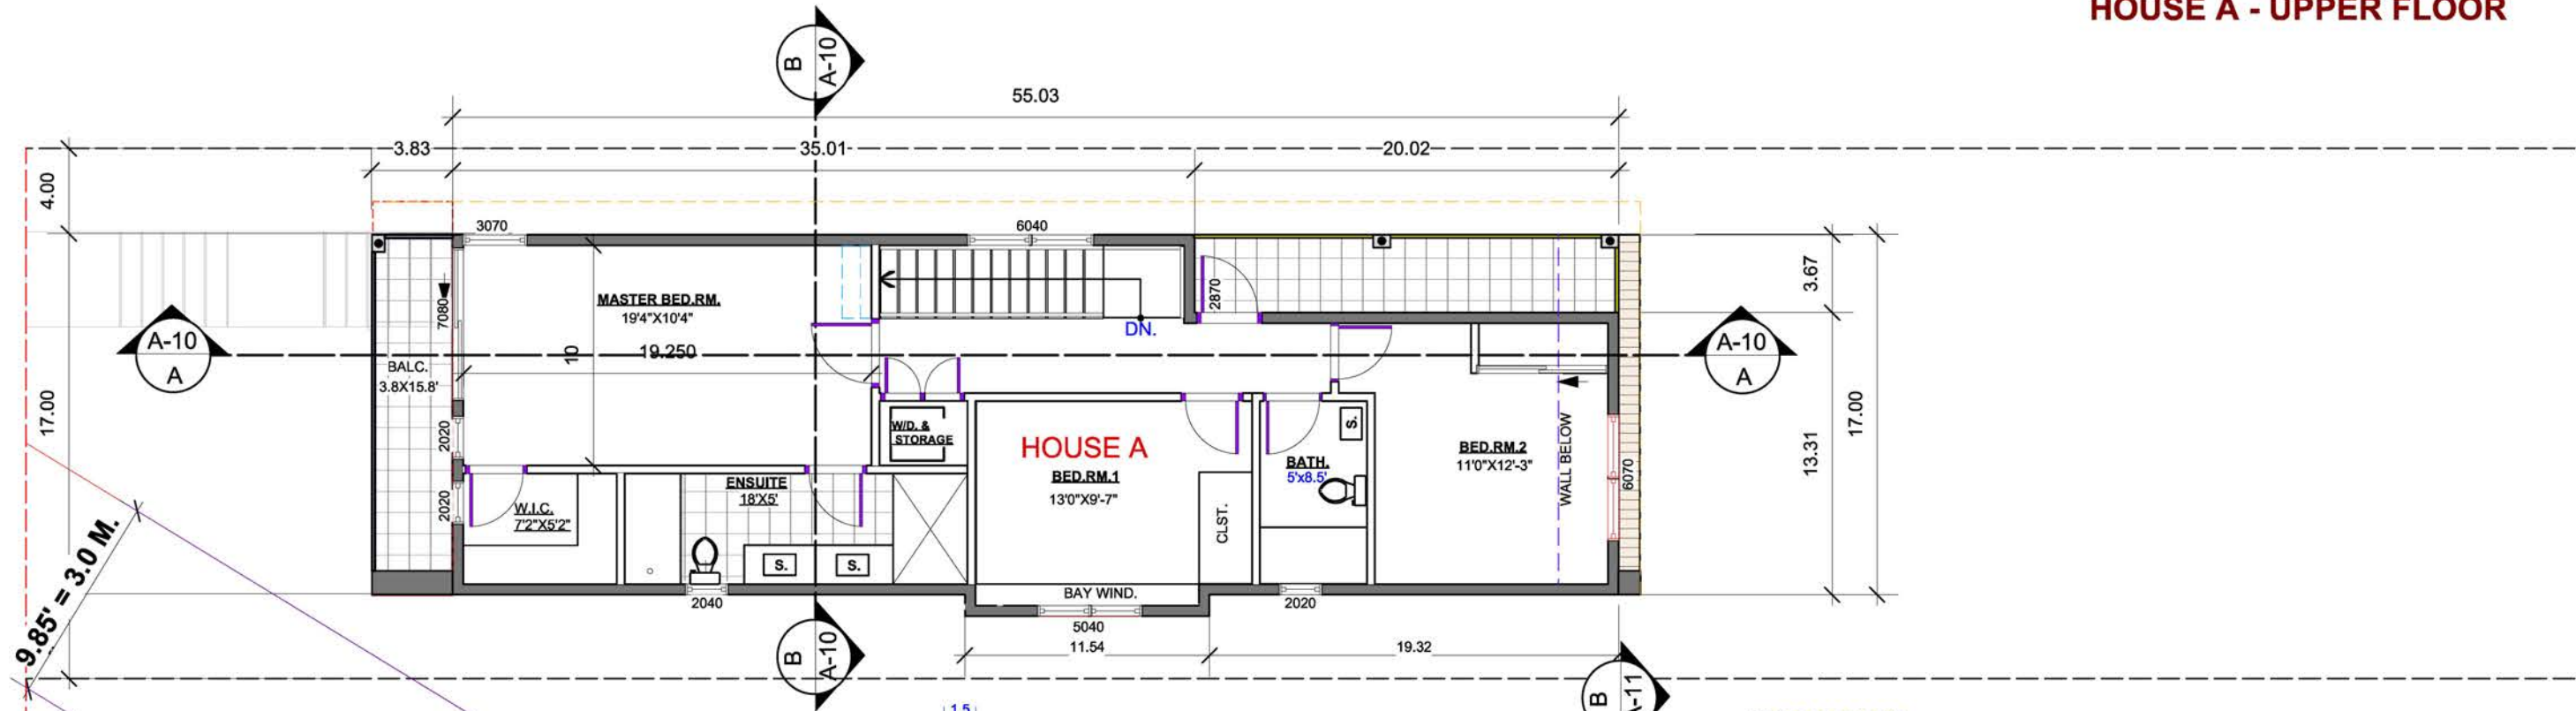 HOUSE A - UPPER FLOOR
B
A-10
55.03
3.83
35.01
20.02
4.00
3070
6040
MASTER BED.RM.
19'4"X10'4"
7080
2870
3.67
DN.
A-10
A
10
19.250
A-10
A
BALC.
3.8X15.8'
17.00
17.00
2020
W/D. &
STORAGE
HOUSE A
BED.RM.1
13'0"X9'-7"
S.
BATH.
5'x8.5'
BED.RM.2
11'0"X12'-3"
WALL BELOW
13.31
6070
ENSUITE
18'X5'
2020
W.I.C.
7'2"X5'2"
CLST.
9.85' = 3.0 M.
S.
S.
BAY WIND.
2040
2020
5040
11.54
19.32
B
A-10
B
A-11
1.5